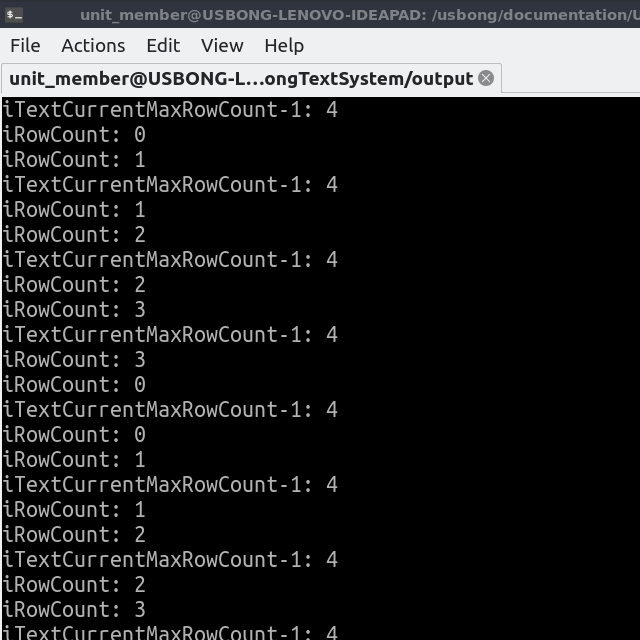 unit_member@USBONG-LENOVO-IDEAPAD: /usbong/documentation/U
File Actions Edit View Help
unit_member@USBONG-L...ongTextSystem/output
iTextCurrentMaxRowCount-1: 4
iRowCount: 0
iRowCount: 1
iTextCurrentMaxRowCount-1: 4
iRowCount: 1
iRowCount: 2
iTextCurrentMaxRowCount-1: 4
iRowCount: 2
iRowCount: 3
iTextCurrentMaxRowCount-1: 4
iRowCount: 3
iRowCount: 0
iTextCurrentMaxRowCount-1: 4
iRowCount: 0
iRowCount: 1
iTextCurrentMaxRowCount-1: 4
iRowCount: 1
iRowCount: 2
iTextCurrentMaxRowCount-1: 4
iRowCount: 2
iRowCount: 3
iTextCurrentMaxRowCount-1: 4